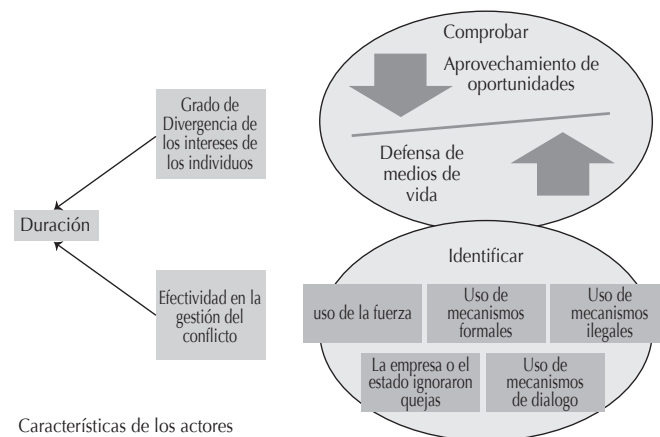 Comprobar
Aprovechamiento de
oportunidades
Defensa de
medios de
vida
Grado de
Divergencia de
los intereses de
los individuos
Duración
Efectividad en la
gestión del
conflicto
Identificar
uso de la fuerza
Uso de
mecanismos
formales
Uso de
mecanismos
ilegales
La empresa o el
estado ignoraron
quejas
Uso de
mecanismos
de dialogo
Características de los actores